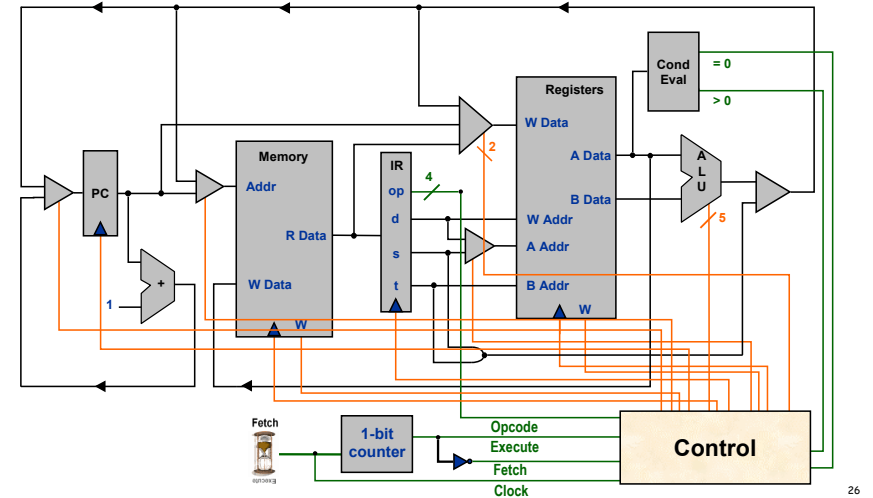 Cond
Eval
= 0
> 0
Registers
W Data
2
A Data
B Data
W Addr
A Addr
B Addr
W
A
L
U
5
PC
+
1
Memory
Addr
R Data
W Data
W
IR
op
4
d
s
t
Fetch
Execute
1-bit
counter
Opcode
Execute
Fetch
Clock
Control
26